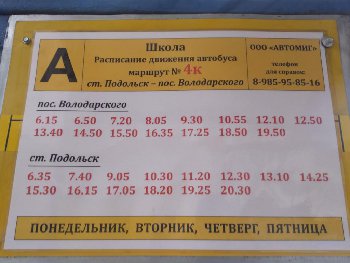 А
Школа
Расписание движения автобуса
маршрут № 4к
ст. Подольск – пос. Володарского
ООО «АВТОМИГ»
телефон
для справок:
8-985-95-85-16
пос. Володарского
6.15 6.50 7.20 8.05 9.30 10.55 12.10 12.50
13.40 14.50 15.50 16.35 17.25 18.50 19.50
ст. Подольск
6.35 7.40 9.05 10.30 11.20 12.30 13.10 14.25
15.30 16.15 17.05 18.20 19.25 20.30
ПОНЕДЕЛЬНИК, ВТОРНИК, ЧЕТВЕРГ, ПЯТНИЦА